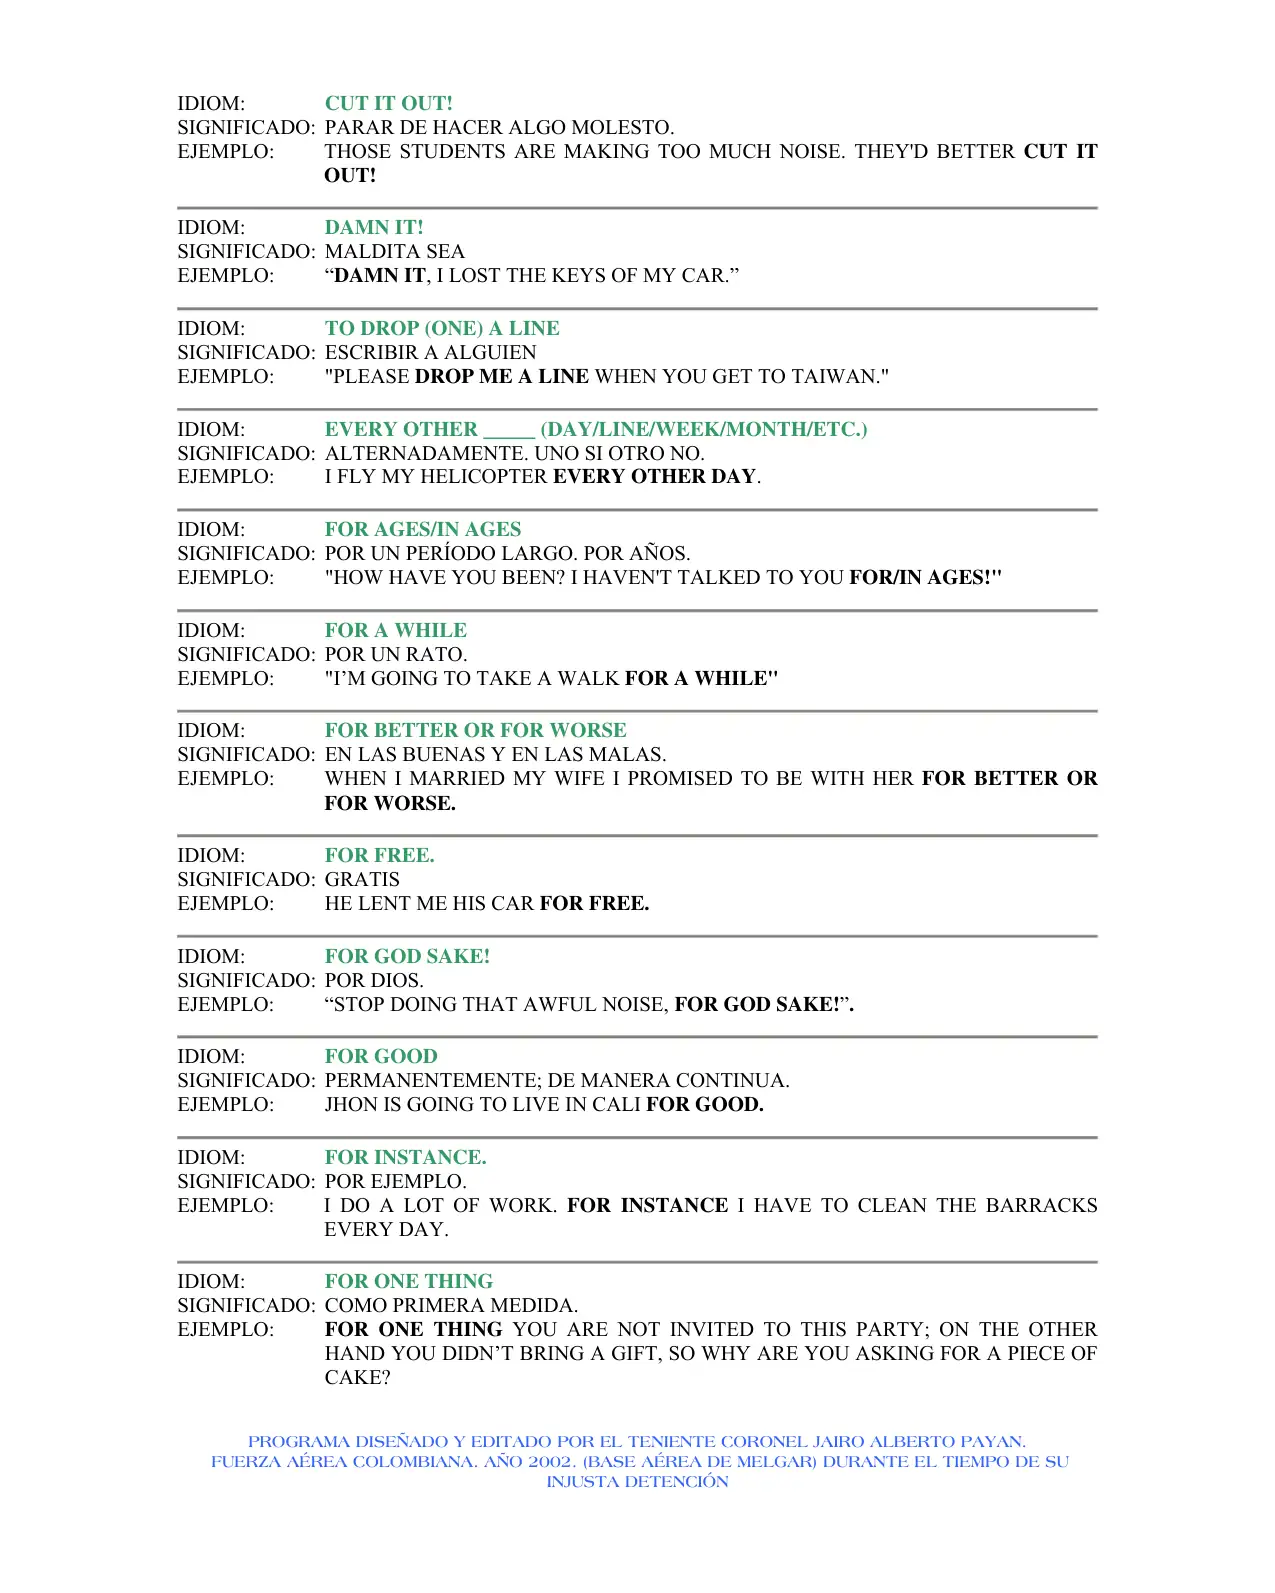 IDIOM: CUT IT OUT!
SIGNIFICADO: PARAR DE HACER ALGO MOLESTO.
EJEMPLO: THOSE STUDENTS ARE MAKING TOO MUCH NOISE. THEY'D BETTER CUT IT
OUT!
IDIOM: DAMN IT!
SIGNIFICADO: MALDITA SEA
EJEMPLO: “DAMN IT, I LOST THE KEYS OF MY CAR.”
IDIOM: TO DROP (ONE) A LINE
SIGNIFICADO: ESCRIBIR A ALGUIEN
EJEMPLO: "PLEASE DROP ME A LINE WHEN YOU GET TO TAIWAN."
IDIOM: EVERY OTHER _____ (DAY/LINE/WEEK/MONTH/ETC.)
SIGNIFICADO: ALTERNADAMENTE. UNO SI OTRO NO.
EJEMPLO: I FLY MY HELICOPTER EVERY OTHER DAY.
IDIOM: FOR AGES/IN AGES
SIGNIFICADO: POR UN PERÍODO LARGO. POR AÑOS.
EJEMPLO: "HOW HAVE YOU BEEN? I HAVEN'T TALKED TO YOU FOR/IN AGES!"
IDIOM: FOR A WHILE
SIGNIFICADO: POR UN RATO.
EJEMPLO: "I’M GOING TO TAKE A WALK FOR A WHILE"
IDIOM: FOR BETTER OR FOR WORSE
SIGNIFICADO: EN LAS BUENAS Y EN LAS MALAS.
EJEMPLO: WHEN I MARRIED MY WIFE I PROMISED TO BE WITH HER FOR BETTER OR
FOR WORSE.
IDIOM: FOR FREE.
SIGNIFICADO: GRATIS
EJEMPLO: HE LENT ME HIS CAR FOR FREE.
IDIOM: FOR GOD SAKE!
SIGNIFICADO: POR DIOS.
EJEMPLO: “STOP DOING THAT AWFUL NOISE, FOR GOD SAKE!”.
IDIOM: FOR GOOD
SIGNIFICADO: PERMANENTEMENTE; DE MANERA CONTINUA.
EJEMPLO: JHON IS GOING TO LIVE IN CALI FOR GOOD.
IDIOM: FOR INSTANCE.
SIGNIFICADO: POR EJEMPLO.
EJEMPLO: I DO A LOT OF WORK. FOR INSTANCE I HAVE TO CLEAN THE BARRACKS
EVERY DAY.
IDIOM: FOR ONE THING
SIGNIFICADO: COMO PRIMERA MEDIDA.
EJEMPLO: FOR ONE THING YOU ARE NOT INVITED TO THIS PARTY; ON THE OTHER
HAND YOU DIDN’T BRING A GIFT, SO WHY ARE YOU ASKING FOR A PIECE OF
CAKE?
PROGRAMA DISEÑADO Y EDITADO POR EL TENIENTE CORONEL JAIRO ALBERTO PAYAN.
FUERZA AÉREA COLOMBIANA. AÑO 2002. (BASE AÉREA DE MELGAR) DURANTE EL TIEMPO DE SU
INJUSTA DETENCIÓN